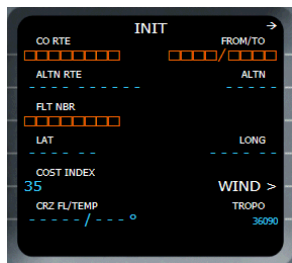 INIT →
CO RTE FROM/TO
□□□□□□□□□□ □□□□/□□□□
ALTN RTE ALTN
---- ------ ----
FLT NBR
□□□□□□□□
LAT LONG
---- -- ---- --
COST INDEX
35 WIND >
CRZ FL/TEMP TROPO
-----/---° 36090